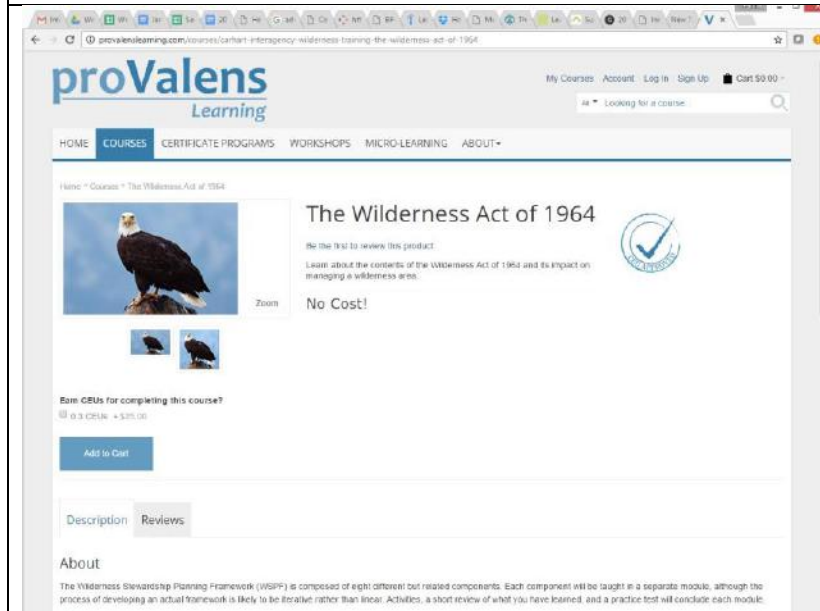 provalenslearning.com/courses/carhart-interagency-wilderness-training-the-wilderness-act-of-1964
proValens
Learning
My Courses Account Log In Sign Up Cart $0.00
All Looking for a course
HOME COURSES CERTIFICATE PROGRAMS WORKSHOPS MICRO-LEARNING ABOUT
Home » Courses » The Wilderness Act of 1964
The Wilderness Act of 1964
Be the first to review this product
Learn about the contents of the Wilderness Act of 1964 and its impact on
managing a wilderness area.
Zoom
No Cost!
Earn CEUs for completing this course?
0.3 CEUs + $35.00
Add to Cart
Description Reviews
About
The Wilderness Stewardship Planning Framework (WSPF) is composed of eight different but related components. Each component will be taught in a separate module, although the
process of developing an actual framework is likely to be iterative rather than linear. Activities, a short review of what you have learned, and a practice test will conclude each module.